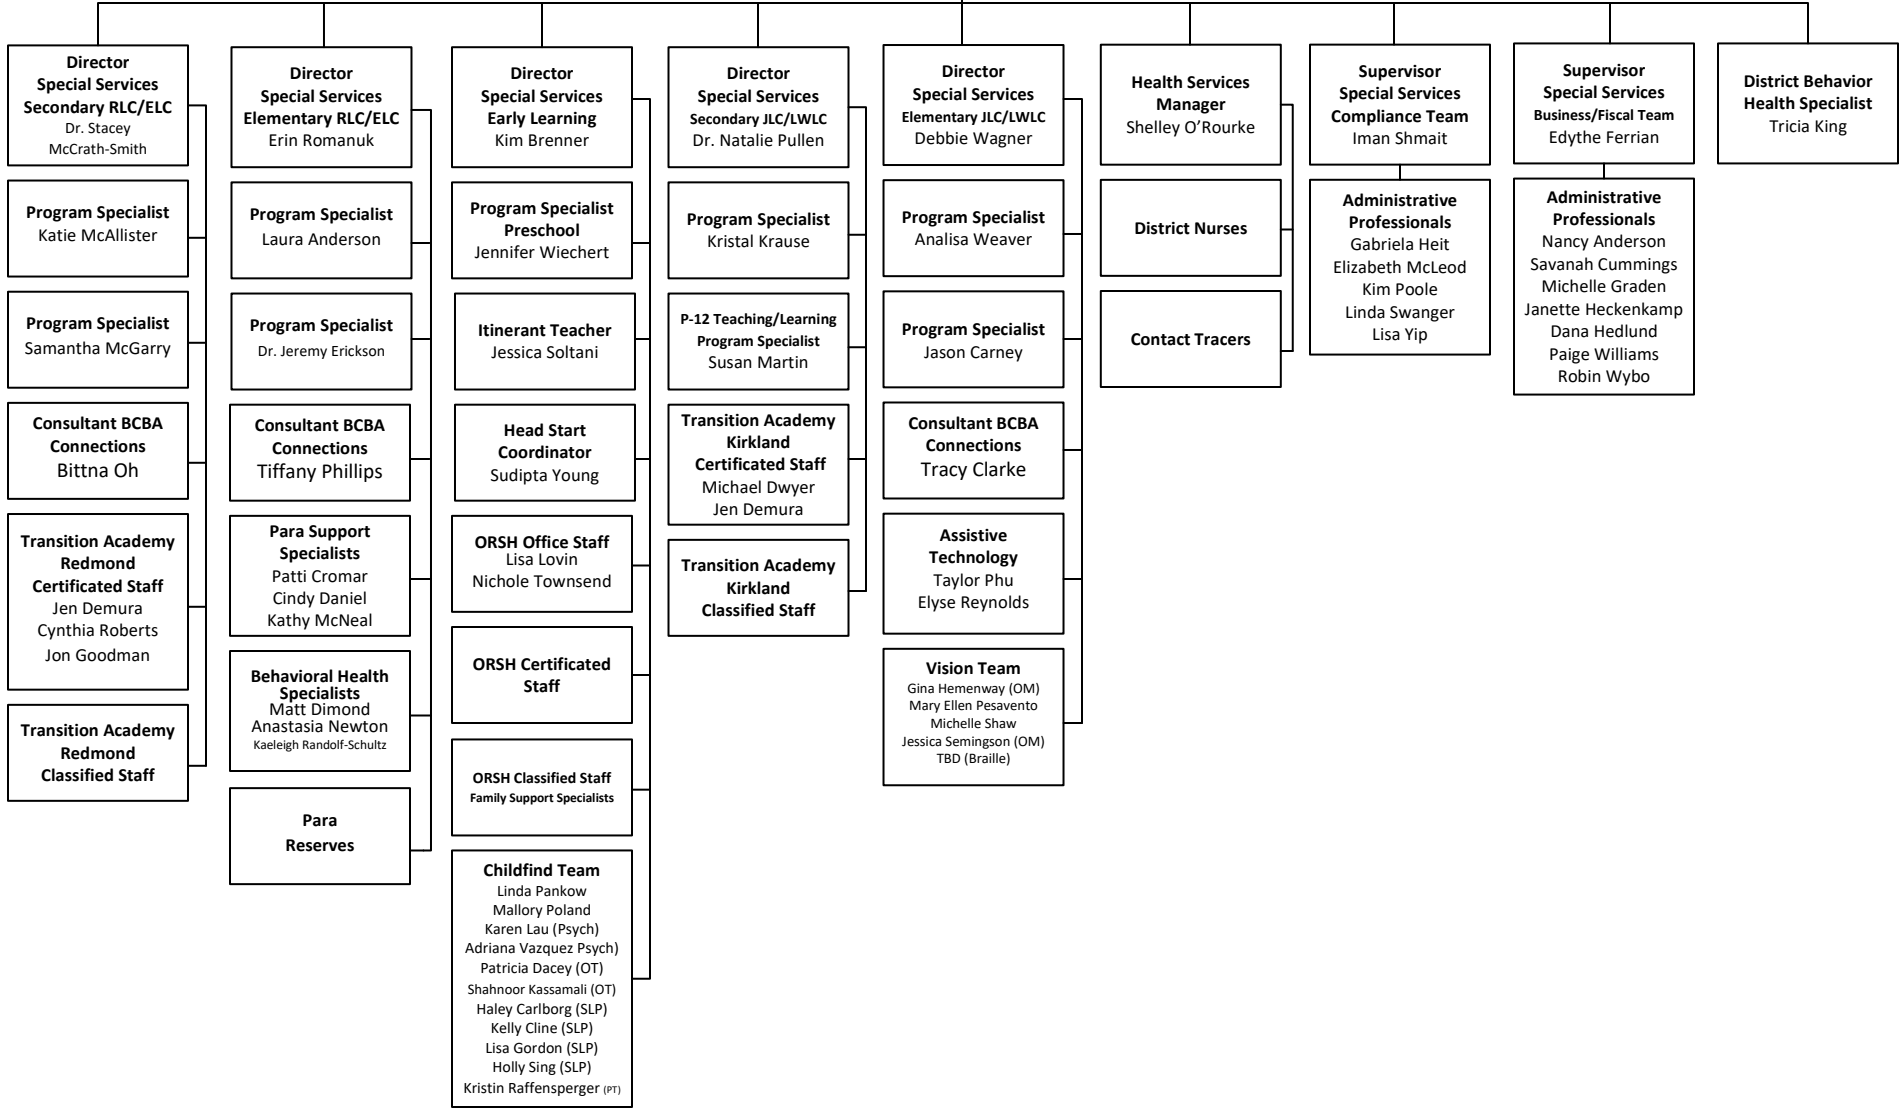 Director
Special Services
Secondary RLC/ELC
Dr. Stacey
McCrath-Smith
Program Specialist
Katie McAllister
Program Specialist
Samantha McGarry
Consultant BCBA
Connections
Bittna Oh
Transition Academy
Redmond
Certificated Staff
Jen Demura
Cynthia Roberts
Jon Goodman
Transition Academy
Redmond
Classified Staff
Director
Special Services
Elementary RLC/ELC
Erin Romanuk
Program Specialist
Laura Anderson
Program Specialist
Dr. Jeremy Erickson
Consultant BCBA
Connections
Tiffany Phillips
Para Support
Specialists
Patti Cromar
Cindy Daniel
Kathy McNeal
Behavioral Health
Specialists
Matt Dimond
Anastasia Newton
Kaeleigh Randolf-Schultz
Para
Reserves
Director
Special Services
Early Learning
Kim Brenner
Program Specialist
Preschool
Jennifer Wiechert
Itinerant Teacher
Jessica Soltani
Head Start
Coordinator
Sudipta Young
ORSH Office Staff
Lisa Lovin
Nichole Townsend
ORSH Certificated
Staff
ORSH Classified Staff
Family Support Specialists
Childfind Team
Linda Pankow
Mallory Poland
Karen Lau (Psych)
Adriana Vazquez Psych)
Patricia Dacey (OT)
Shahnoor Kassamali (OT)
Haley Carlborg (SLP)
Kelly Cline (SLP)
Lisa Gordon (SLP)
Holly Sing (SLP)
Kristin Raffensperger (PT)
Director
Special Services
Secondary JLC/LWLC
Dr. Natalie Pullen
Program Specialist
Kristal Krause
P-12 Teaching/Learning
Program Specialist
Susan Martin
Transition Academy
Kirkland
Certificated Staff
Michael Dwyer
Jen Demura
Transition Academy
Kirkland
Classified Staff
Director
Special Services
Elementary JLC/LWLC
Debbie Wagner
Program Specialist
Analisa Weaver
Program Specialist
Jason Carney
Consultant BCBA
Connections
Tracy Clarke
Assistive
Technology
Taylor Phu
Elyse Reynolds
Vision Team
Gina Hemenway (OM)
Mary Ellen Pesavento
Michelle Shaw
Jessica Semingson (OM)
TBD (Braille)
Health Services
Manager
Shelley O’Rourke
District Nurses
Contact Tracers
Supervisor
Special Services
Compliance Team
Iman Shmait
Administrative
Professionals
Gabriela Heit
Elizabeth McLeod
Kim Poole
Linda Swanger
Lisa Yip
Supervisor
Special Services
Business/Fiscal Team
Edythe Ferrian
Administrative
Professionals
Nancy Anderson
Savanah Cummings
Michelle Graden
Janette Heckenkamp
Dana Hedlund
Paige Williams
Robin Wybo
District Behavior
Health Specialist
Tricia King